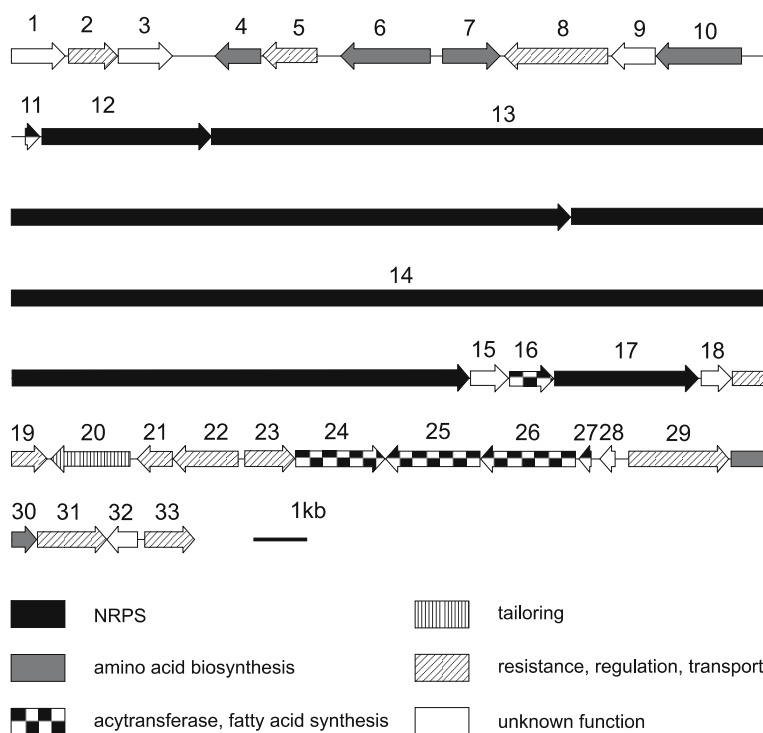 1 2 3 4 5 6 7 8 9 10
11 12 13
14
15 16 17 18
19 20 21 22 23 24 25 26 27 28 29
30 31 32 33 1kb
NRPS tailoring
amino acid biosynthesis resistance, regulation, transport
acytransferase, fatty acid synthesis unknown function